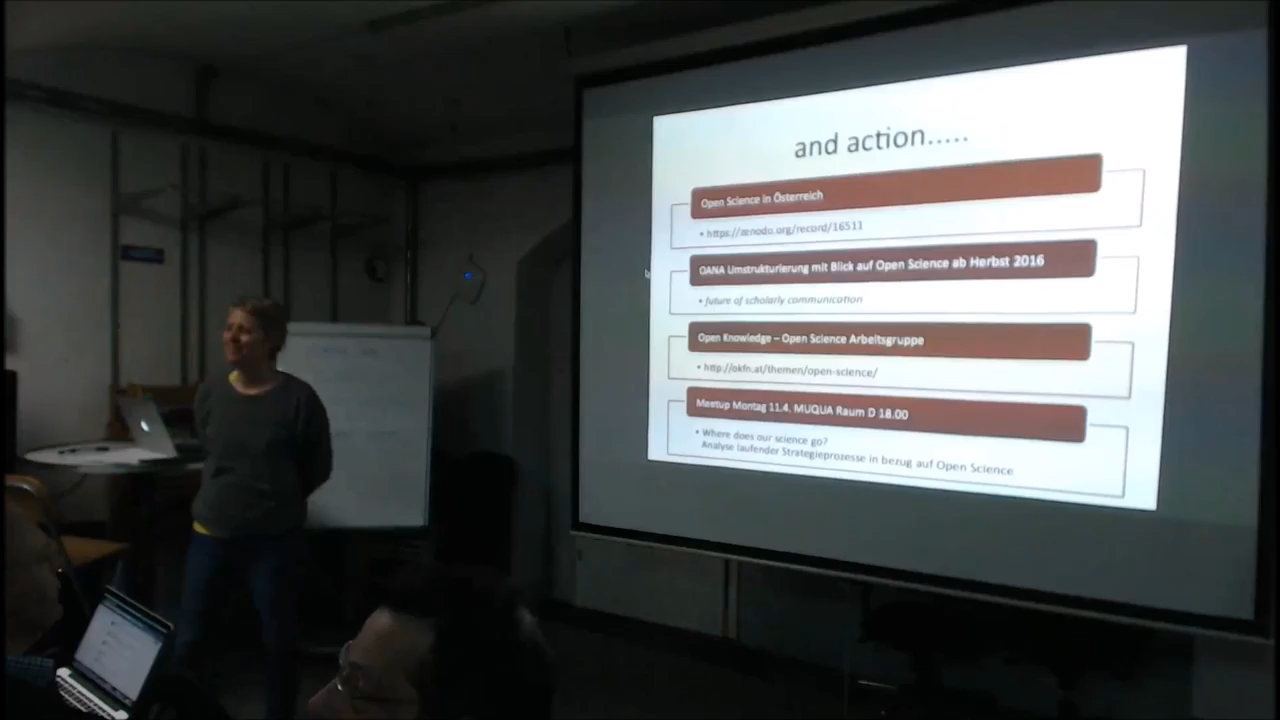 and action.....
Open Science in Österreich
• https://zenodo.org/record/16511
OANA Umstrukturierung mit Blick auf Open Science ab Herbst 2016
• future of scholarly communication
Open Knowledge – Open Science Arbeitsgruppe
• http://okfn.at/themen/open-science/
Meetup Montag 11.4. MUQUA Raum D 18.00
• Where does our science go?
Analyse laufender Strategieprozesse in bezug auf Open Science